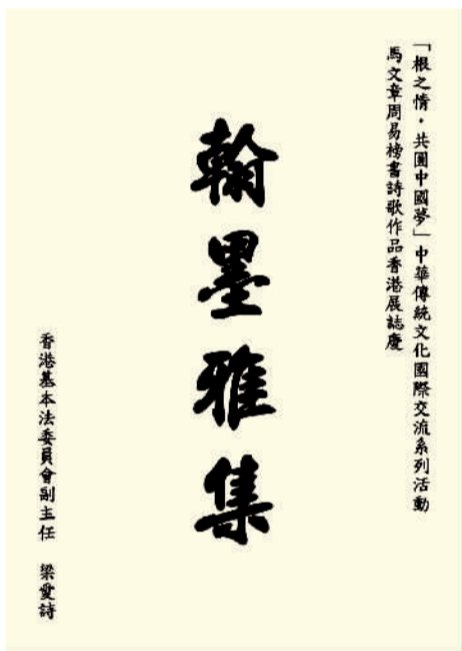 「根之情·共圓中國夢」中華傳統文化國際交流系列活動
馬文章周易榜書詩歌作品香港展誌慶
翰墨雅集
香港基本法委員會副主任 梁愛詩